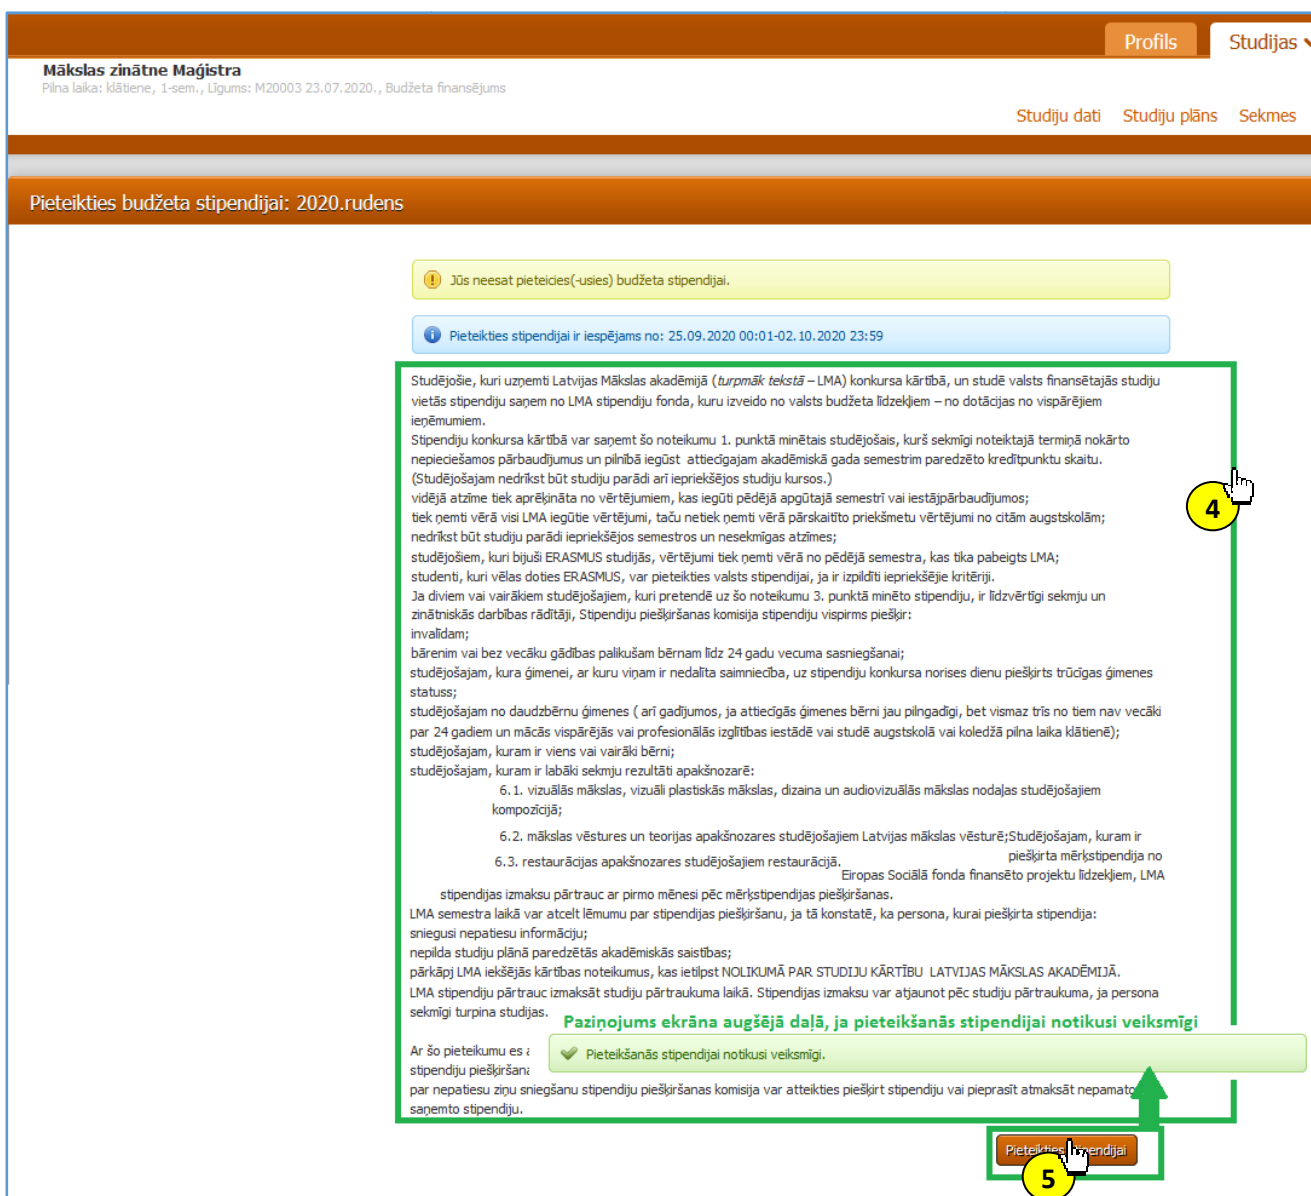 Profils
Studijas
Mākslas zinātne Maģistra
Pilna laika: klātiene, 1-sem., Līgums: M20003 23.07.2020., Budžeta finansējums
Studiju dati Studiju plāns Sekmes
Pieteikties budžeta stipendijai: 2020.rudens
Jūs neesat pieteicies(-usies) budžeta stipendijai.
Pieteikties stipendijai ir iespējams no: 25.09.2020 00:01-02.10.2020 23:59
Studējošie, kuri uzņemti Latvijas Mākslas akadēmijā (turpmāk tekstā – LMA) konkursa kārtībā, un studē valsts finansētajās studiju
vietās stipendiju saņem no LMA stipendiju fonda, kuru izveido no valsts budžeta līdzekļiem – no dotācijas no vispārējiem
ieņēmumiem.
Stipendiju konkursa kārtībā var saņemt šo noteikumu 1. punktā minētais studējošais, kurš sekmīgi noteiktajā termiņā nokārto
nepieciešamos pārbaudījumus un pilnībā iegūst attiecīgajam akadēmiskā gada semestrim paredzēto kredītpunktu skaitu.
(Studējošajam nedrīkst būt studiju parādi arī iepriekšējos studiju kursos.)
vidējā atzīme tiek aprēķināta no vērtējumiem, kas iegūti pēdējā apgūtajā semestrī vai iestājpārbaudījumos;
tiek ņemti vērā visi LMA iegūtie vērtējumi, taču netiek ņemti vērā pārskaitīto priekšmetu vērtējumi no citām augstskolām;
nedrīkst būt studiju parādi iepriekšējos semestros un nesekmīgas atzīmes;
studējošiem, kuri bijuši ERASMUS studijās, vērtējumi tiek ņemti vērā no pēdējā semestra, kas tika pabeigts LMA;
studenti, kuri vēlas doties ERASMUS, var pieteikties valsts stipendijai, ja ir izpildīti iepriekšējie kritēriji.
Ja diviem vai vairākiem studējošajiem, kuri pretendē uz šo noteikumu 3. punktā minēto stipendiju, ir līdzvērtīgi sekmju un
zinātniskās darbības rādītāji, Stipendiju piešķiršanas komisija stipendiju vispirms piešķir:
invalīdam;
bārenim vai bez vecāku gādības palikušam bērnam līdz 24 gadu vecuma sasniegšanai;
studējošajam, kura ģimenei, ar kuru viņam ir nedalīta saimniecība, uz stipendiju konkursa norises dienu piešķirts trūcīgas ģimenes
statuss;
studējošajam no daudzbērnu ģimenes ( arī gadījumos, ja attiecīgās ģimenes bērni jau pilngadīgi, bet vismaz trīs no tiem nav vecāki
par 24 gadiem un mācās vispārējās vai profesionālās izglītības iestādē vai studē augstskolā vai koledžā pilna laika klātienē);
studējošajam, kuram ir viens vai vairāki bērni;
studējošajam, kuram ir labāki sekmju rezultāti apakšnozarē:
6.1. vizuālās mākslas, vizuāli plastiskās mākslas, dizaina un audiovizuālās mākslas nodaļas studējošajiem
kompozīcijā;
6.2. mākslas vēstures un teorijas apakšnozares studējošajiem Latvijas mākslas vēsturē;Studējošajam, kuram ir
piešķirta mērķstipendija no
6.3. restaurācijas apakšnozares studējošajiem restaurācijā.
Eiropas Sociālā fonda finansēto projektu līdzekļiem, LMA
stipendijas izmaksu pārtrauc ar pirmo mēnesi pēc mērķstipendijas piešķiršanas.
LMA semestra laikā var atcelt lēmumu par stipendijas piešķiršanu, ja tā konstatē, ka persona, kurai piešķirta stipendija:
sniegusi nepatiesu informāciju;
nepilda studiju plānā paredzētās akadēmiskās saistības;
pārkāpj LMA iekšējās kārtības noteikumus, kas ietilpst NOLIKUMĀ PAR STUDIJU KĀRTĪBU LATVIJAS MĀKSLAS AKADĒMIJĀ.
LMA stipendiju pārtrauc izmaksāt studiju pārtraukuma laikā. Stipendijas izmaksu var atjaunot pēc studiju pārtraukuma, ja persona
sekmīgi turpina studijas.
Paziņojums ekrāna augšējā daļā, ja pieteikšanās stipendijai notikusi veiksmīgi
Ar šo pieteikumu es
Pieteikšanās stipendijai notikusi veiksmīgi.
stipendiju
par nepatiesu ziņu sniegšanu stipendiju piešķiršanas komisija var atteikties piešķirt stipendiju vai pieprasīt atmaksāt
saņemto stipendiju.
Pieteikties stipendijai
4
5